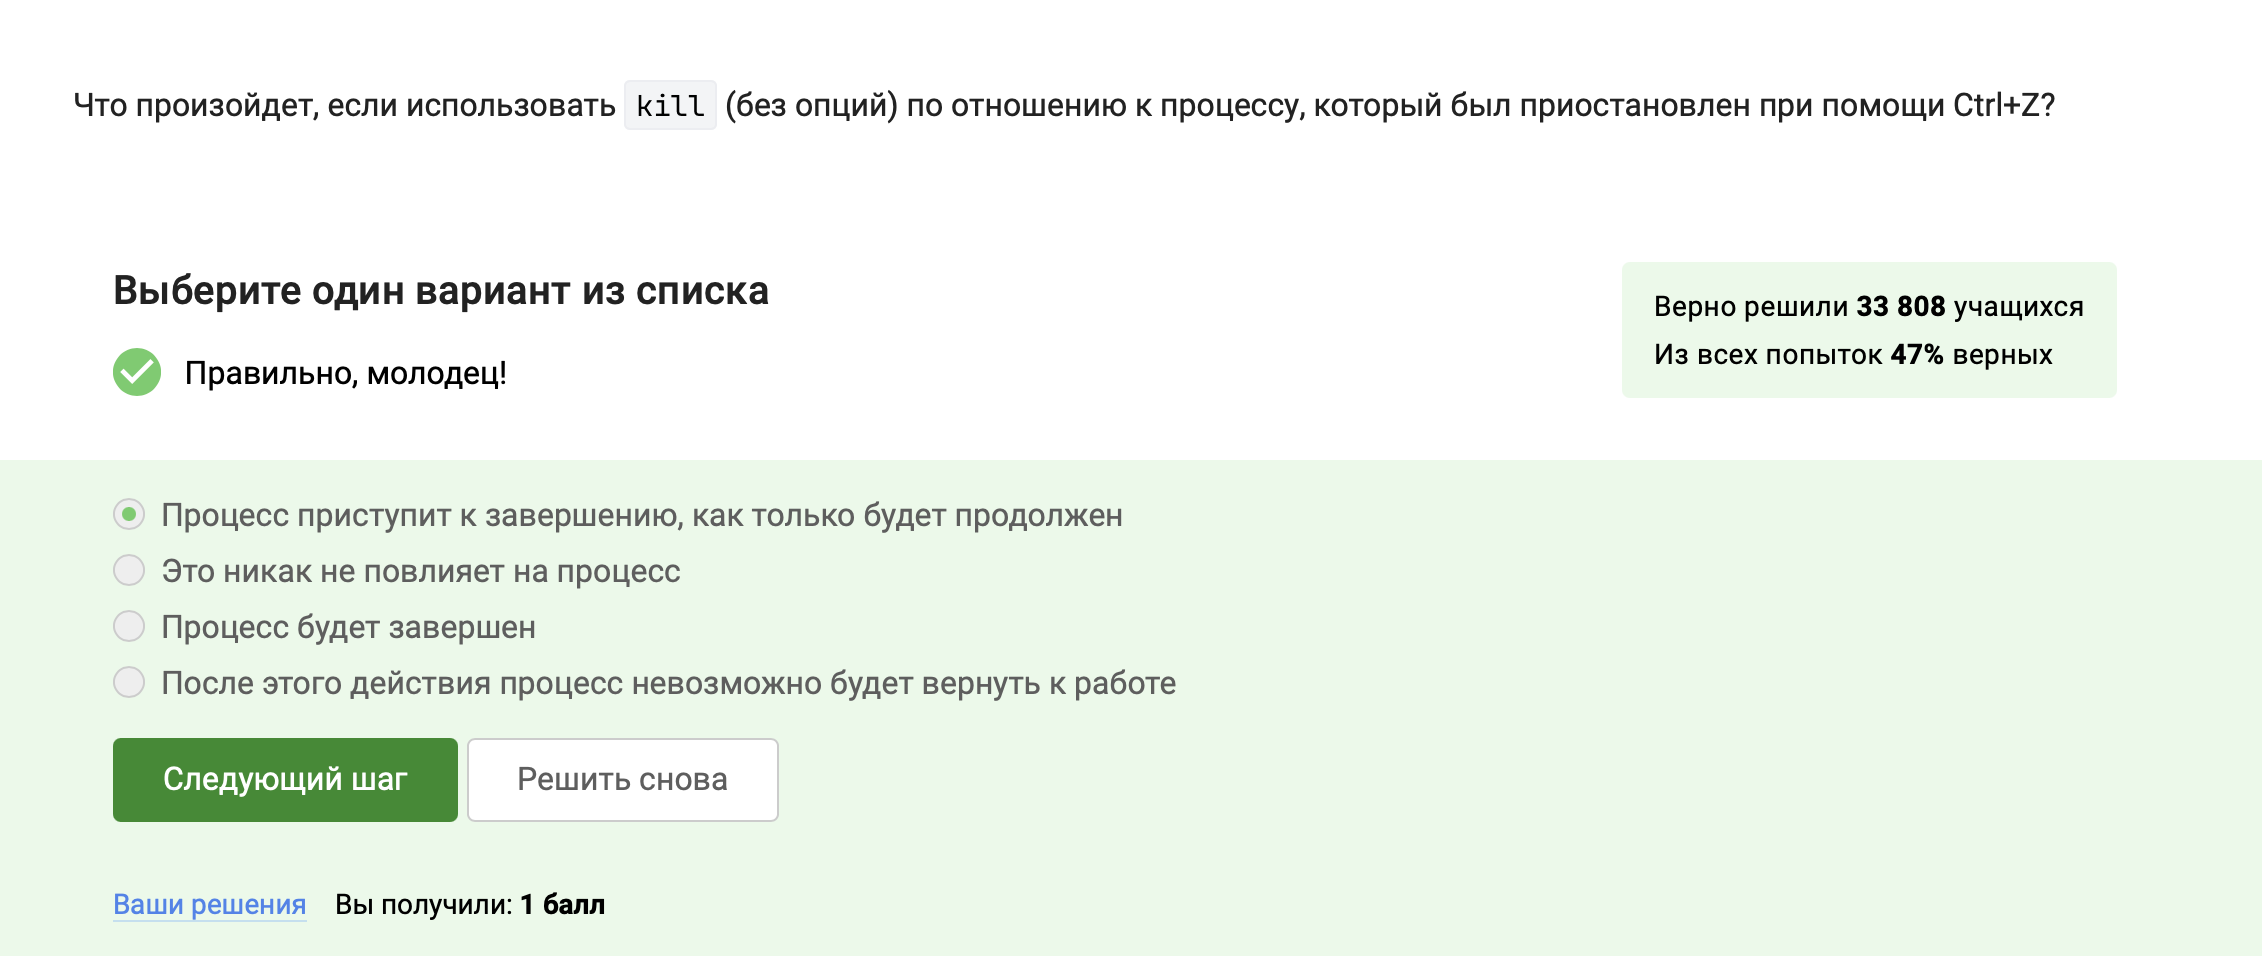 Что произойдет, если использовать kill (без опций) по отношению к процессу, который был приостановлен при помощи Ctrl+Z?
Выберите один вариант из списка
Правильно, молодец!
Верно решили 33 808 учащихся
Из всех попыток 47% верных
Процесс приступит к завершению, как только будет продолжен
Это никак не повлияет на процесс
Процесс будет завершен
После этого действия процесс невозможно будет вернуть к работе
Следующий шаг
Решить снова
Ваши решения Вы получили: 1 балл